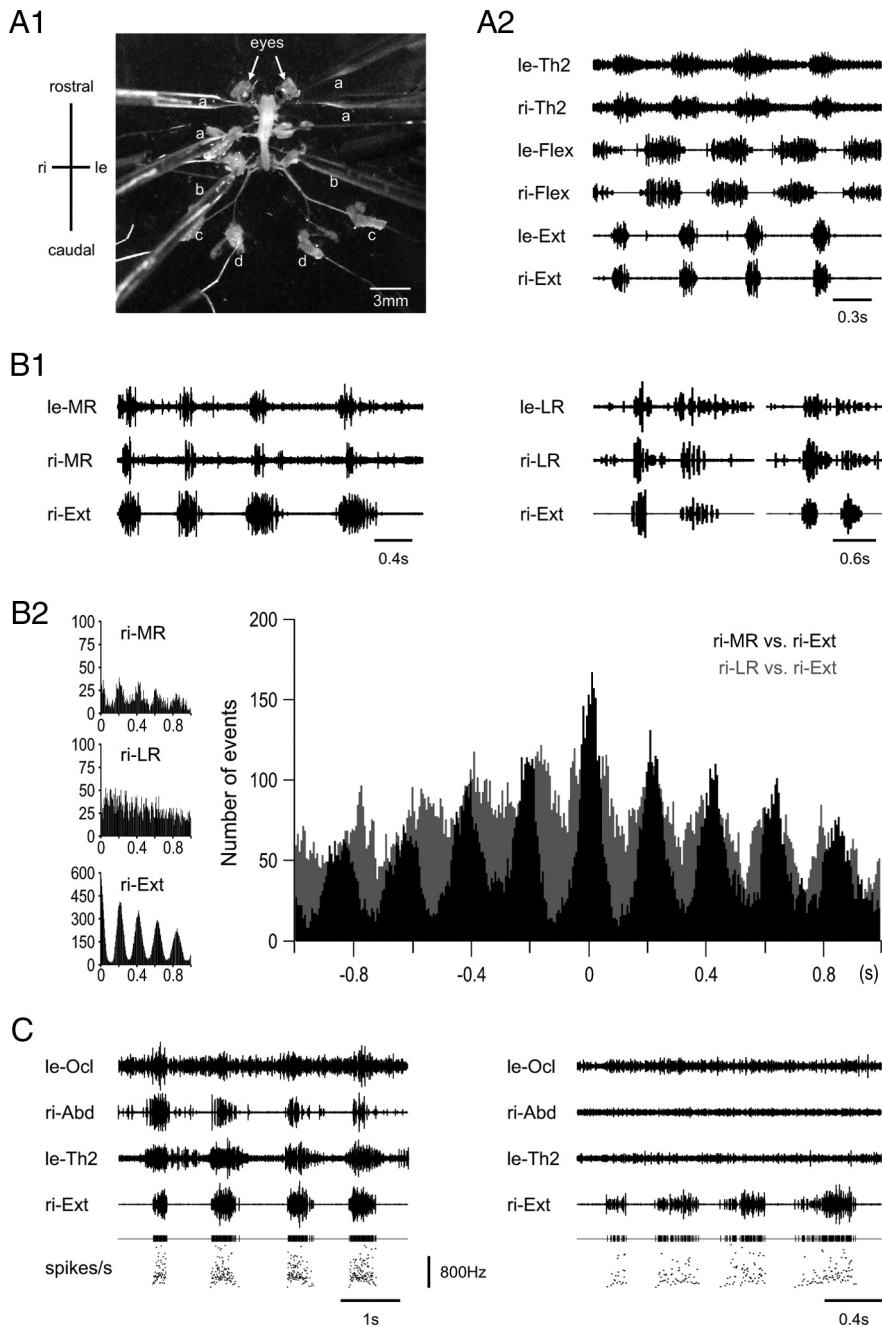 A1
eyes
rostral
ri
le
caudal
a
a
a
a
b
b
c
c
d
d
3mm
A2
le-Th2
ri-Th2
le-Flex
ri-Flex
le-Ext
ri-Ext
0.3s
B1
le-MR
ri-MR
ri-Ext
0.4s
le-LR
ri-LR
ri-Ext
0.6s
B2
ri-MR
100
75
50
25
0
0 0.4 0.8
ri-LR
100
75
50
25
0
0 0.4 0.8
ri-Ext
600
450
300
150
0
0 0.4 0.8
Number of events
200
150
100
50
0
-0.8 -0.4 0 0.4 0.8 (s)
ri-MR vs. ri-Ext
ri-LR vs. ri-Ext
C
le-Ocl
ri-Abd
le-Th2
ri-Ext
spikes/s
800Hz
1s
le-Ocl
ri-Abd
le-Th2
ri-Ext
0.4s